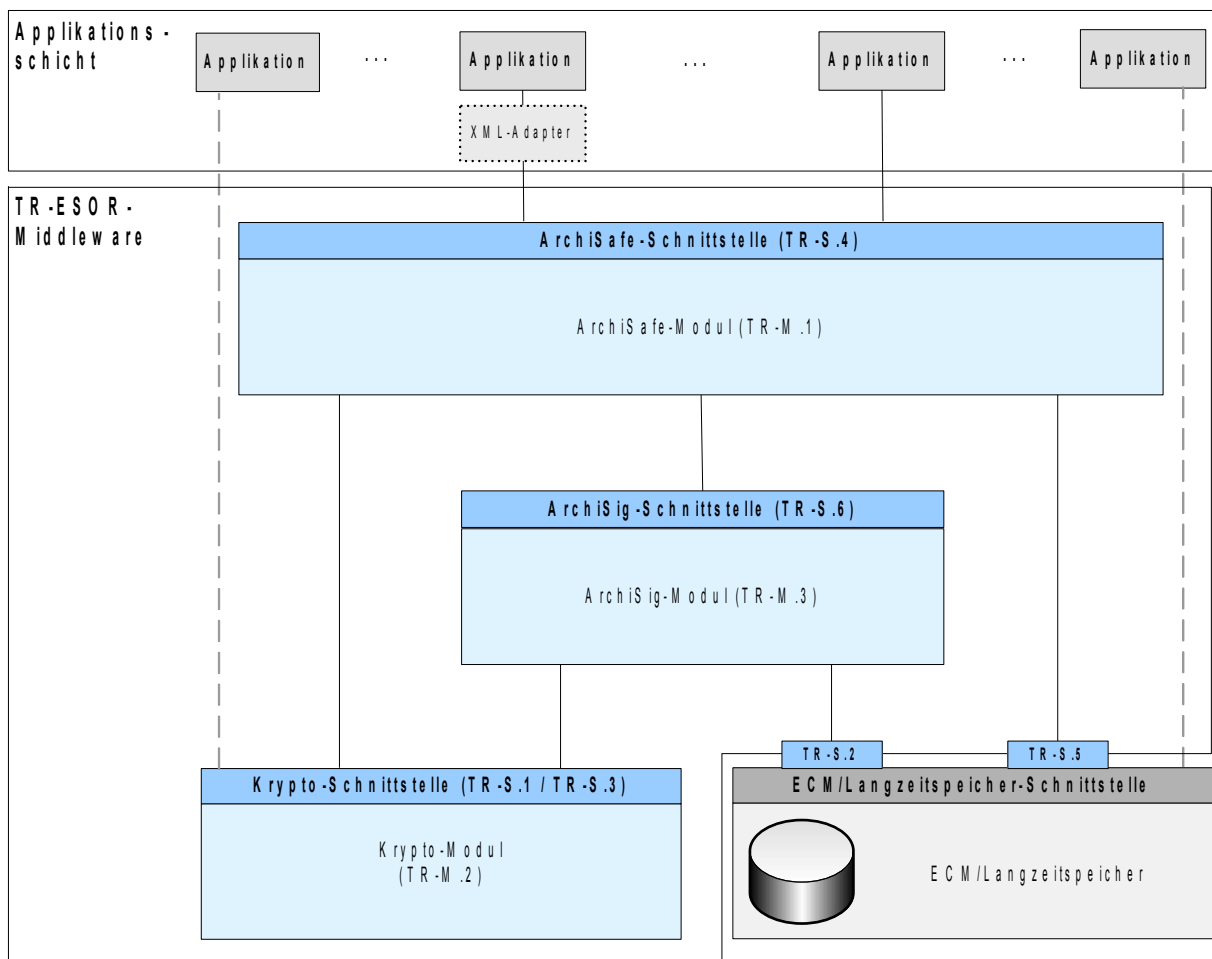 Applikations-
schicht
Applikation
...
Applikation
...
Applikation
...
Applikation
XML-Adapter
TR-ESOR-
Middleware
ArchiSafe-Schnittstelle (TR-S.4)
ArchiSafe-Modul (TR-M.1)
ArchiSig-Schnittstelle (TR-S.6)
ArchiSig-Modul (TR-M.3)
TR-S.2
TR-S.5
Krypto-Schnittstelle (TR-S.1 / TR-S.3)
ECM/Langzeitspeicher-Schnittstelle
Krypto-Modul
(TR-M.2)
ECM/Langzeitspeicher